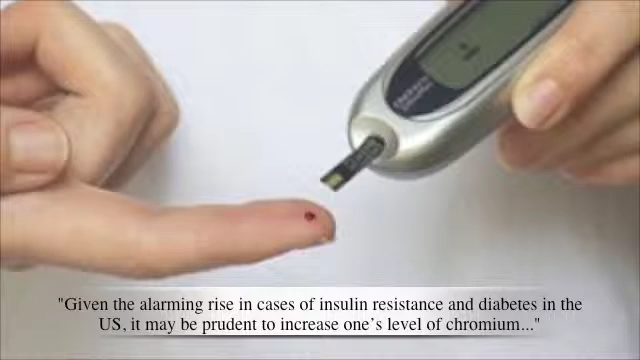 "Given the alarming rise in cases of insulin resistance and diabetes in the
US, it may be prudent to increase one's level of chromium..."